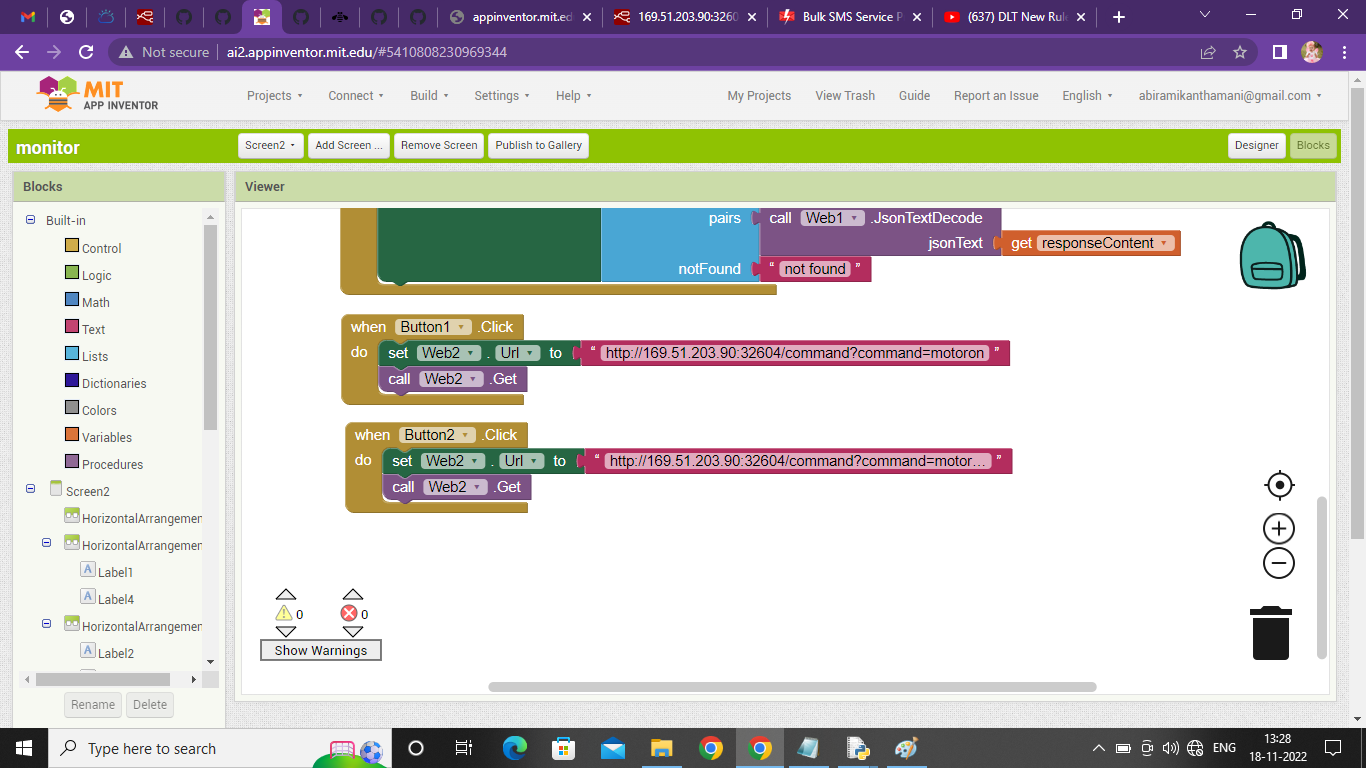 appinventor.mit.ed
169.51.203.90:3260
Bulk SMS Service P
(637) DLT New Rul
Not secure
ai2.appinventor.mit.edu/#5410808230969344
MIT
APP INVENTOR
Projects
Connect
Build
Settings
Help
My Projects
View Trash
Guide
Report an Issue
English
abiramikanthamani@gmail.com
monitor
Screen2
Add Screen ...
Remove Screen
Publish to Gallery
Designer
Blocks
Blocks
Viewer
Built-in
Control
Logic
Math
Text
Lists
Dictionaries
Colors
Variables
Procedures
Screen2
HorizontalArrangemen
HorizontalArrangemen
Label1
Label4
HorizontalArrangemen
Label2
Rename
Delete
pairs call Web1 .JsonTextDecode
jsonText get responseContent
notFound “ not found ”
when Button1 .Click
do set Web2 . Url to “ http://169.51.203.90:32604/command?command=motoron ”
call Web2 .Get
when Button2 .Click
do set Web2 . Url to “ http://169.51.203.90:32604/command?command=motor... ”
call Web2 .Get
0
0
Show Warnings
Type here to search
ENG
13:28
18-11-2022